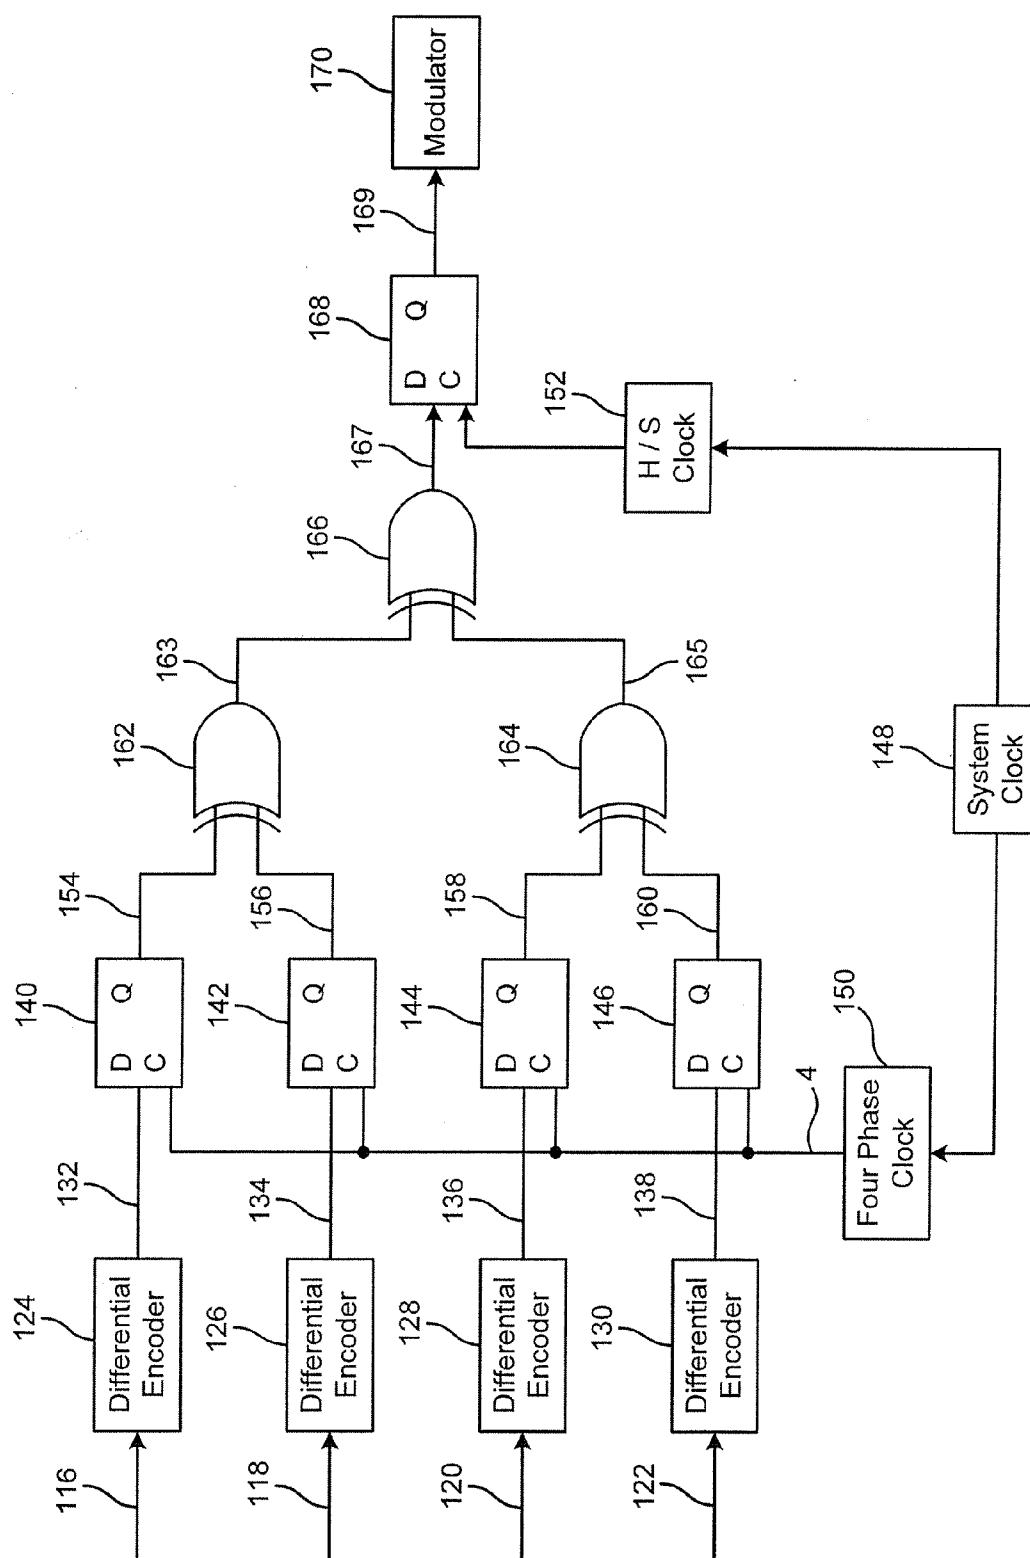 116
124
Differential
Encoder
132
140
D Q
C
154
162
163
118
126
Differential
Encoder
134
142
D Q
C
156
166
167
168
D Q
C
169
170
Modulator
120
128
Differential
Encoder
136
144
D Q
C
158
164
165
122
130
Differential
Encoder
138
146
D Q
C
160
152
H / S
Clock
4
150
Four Phase
Clock
148
System
Clock